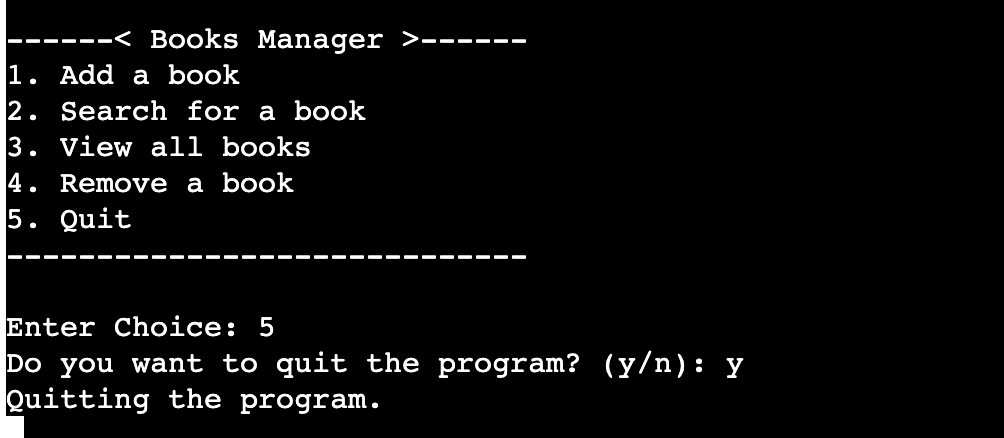 ------< Books Manager >------
1. Add a book
2. Search for a book
3. View all books
4. Remove a book
5. Quit
-----------------------------
Enter Choice: 5
Do you want to quit the program? (y/n): y
Quitting the program.